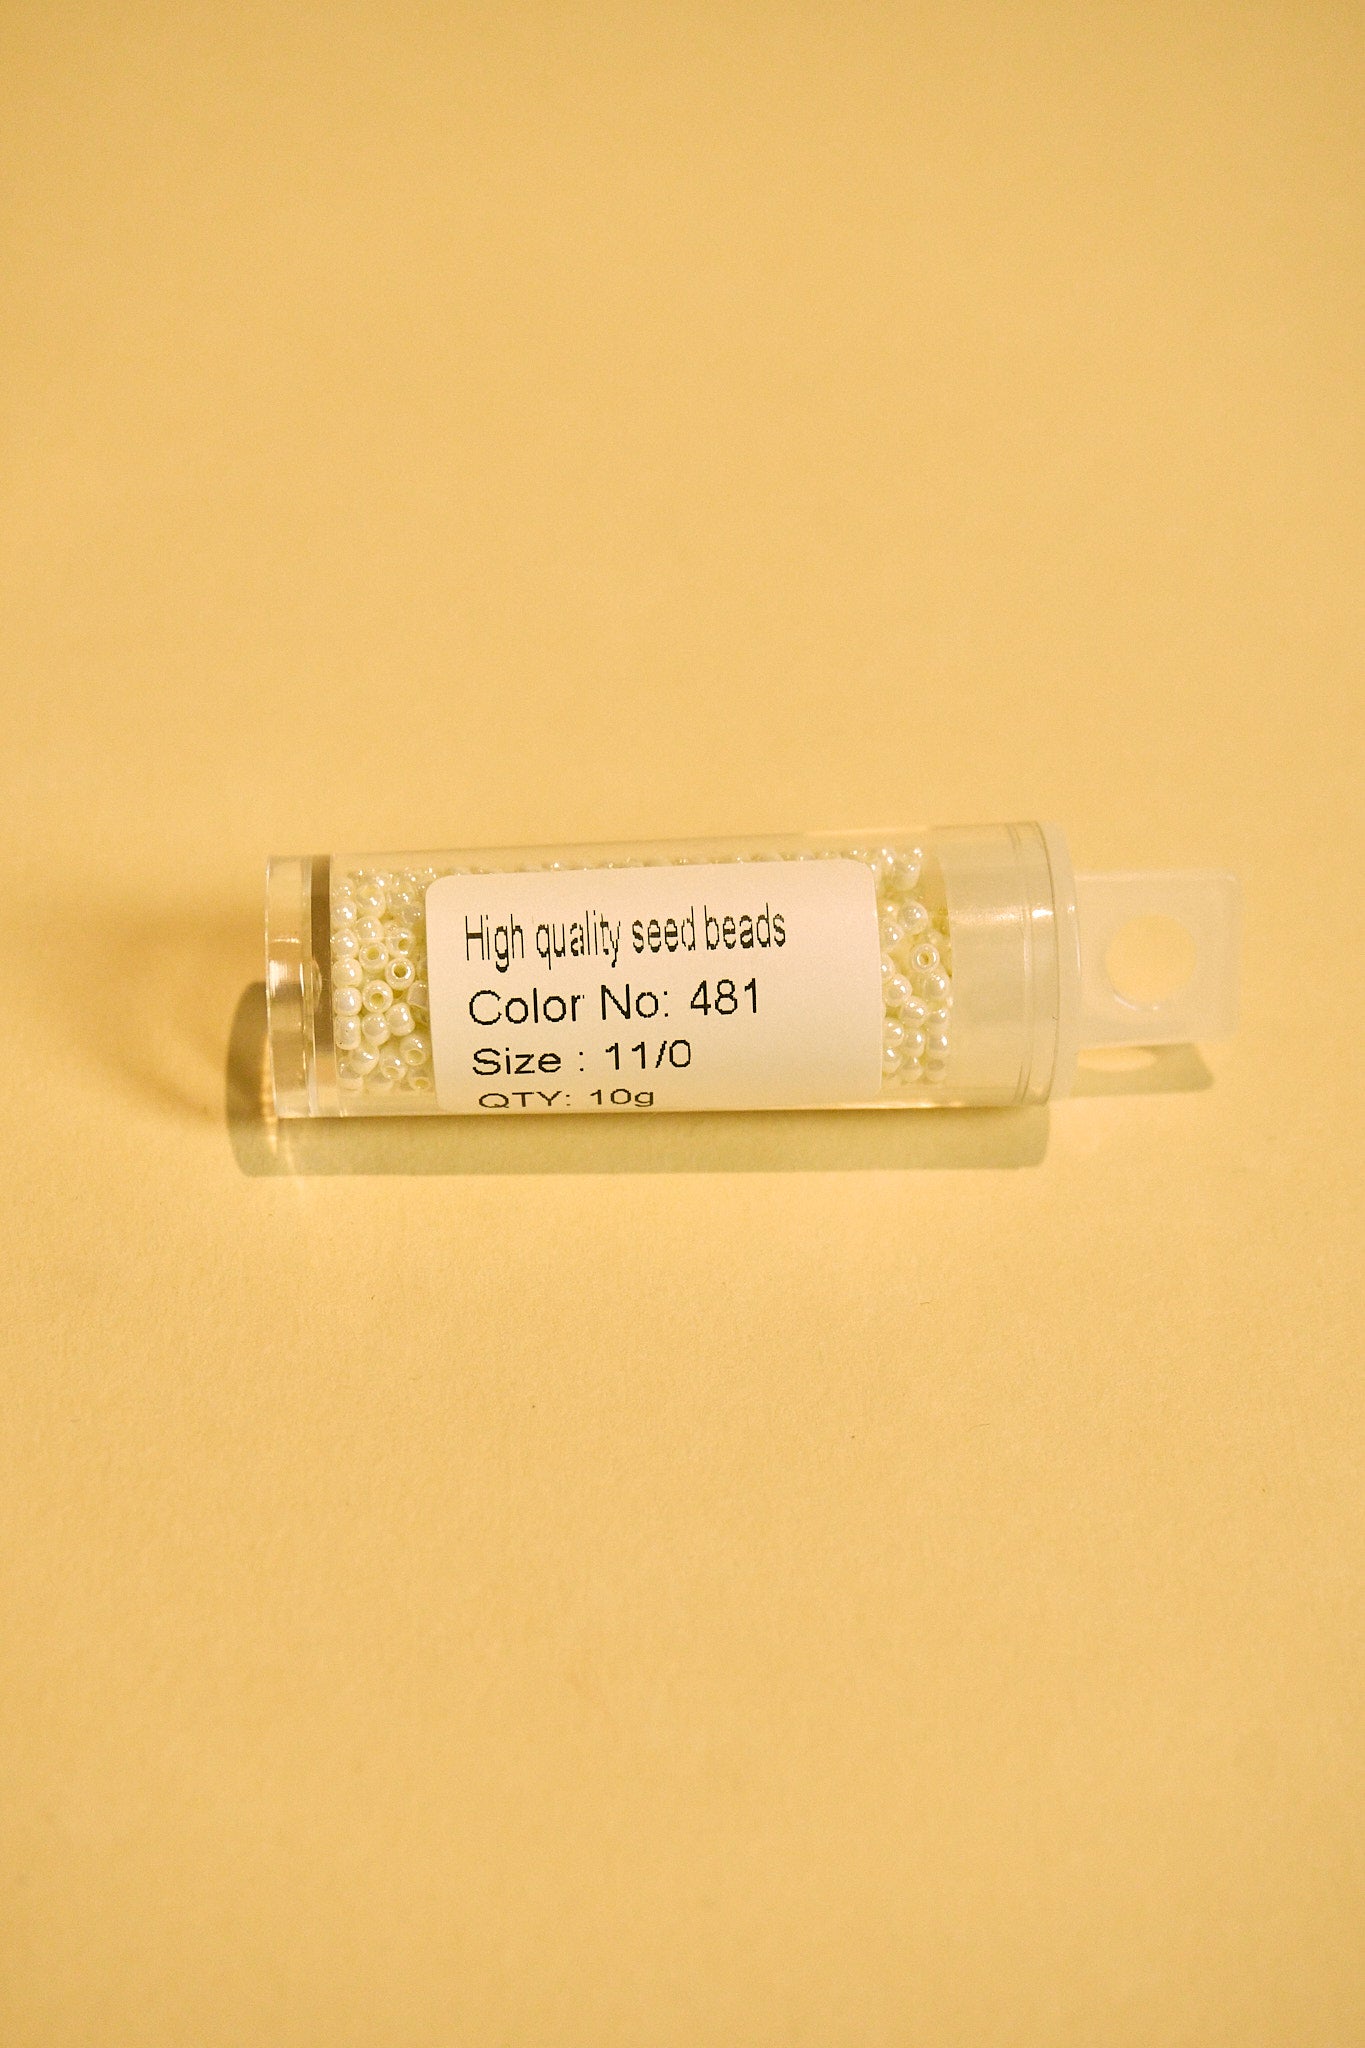 High quality seed beads
Color No: 481
Size : 11/0
QTY: 10g